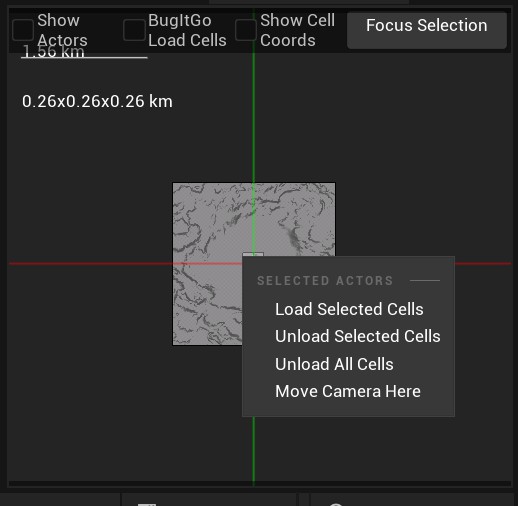 Show Actors
BugItGo Load Cells
Show Cell Coords
Focus Selection
1.56 km
0.26x0.26x0.26 km
SELECTED ACTORS
Load Selected Cells
Unload Selected Cells
Unload All Cells
Move Camera Here